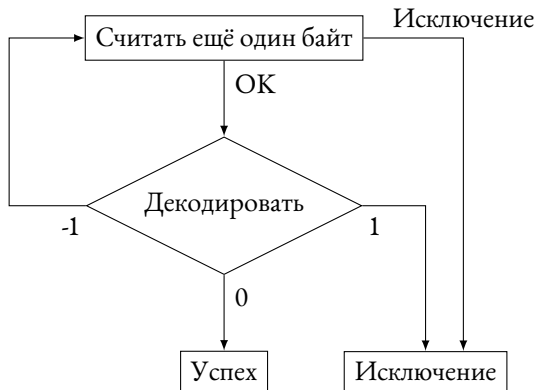 Исключение
Считать ещё один байт
OK
Декодировать
-1
1
0
Успех
Исключение